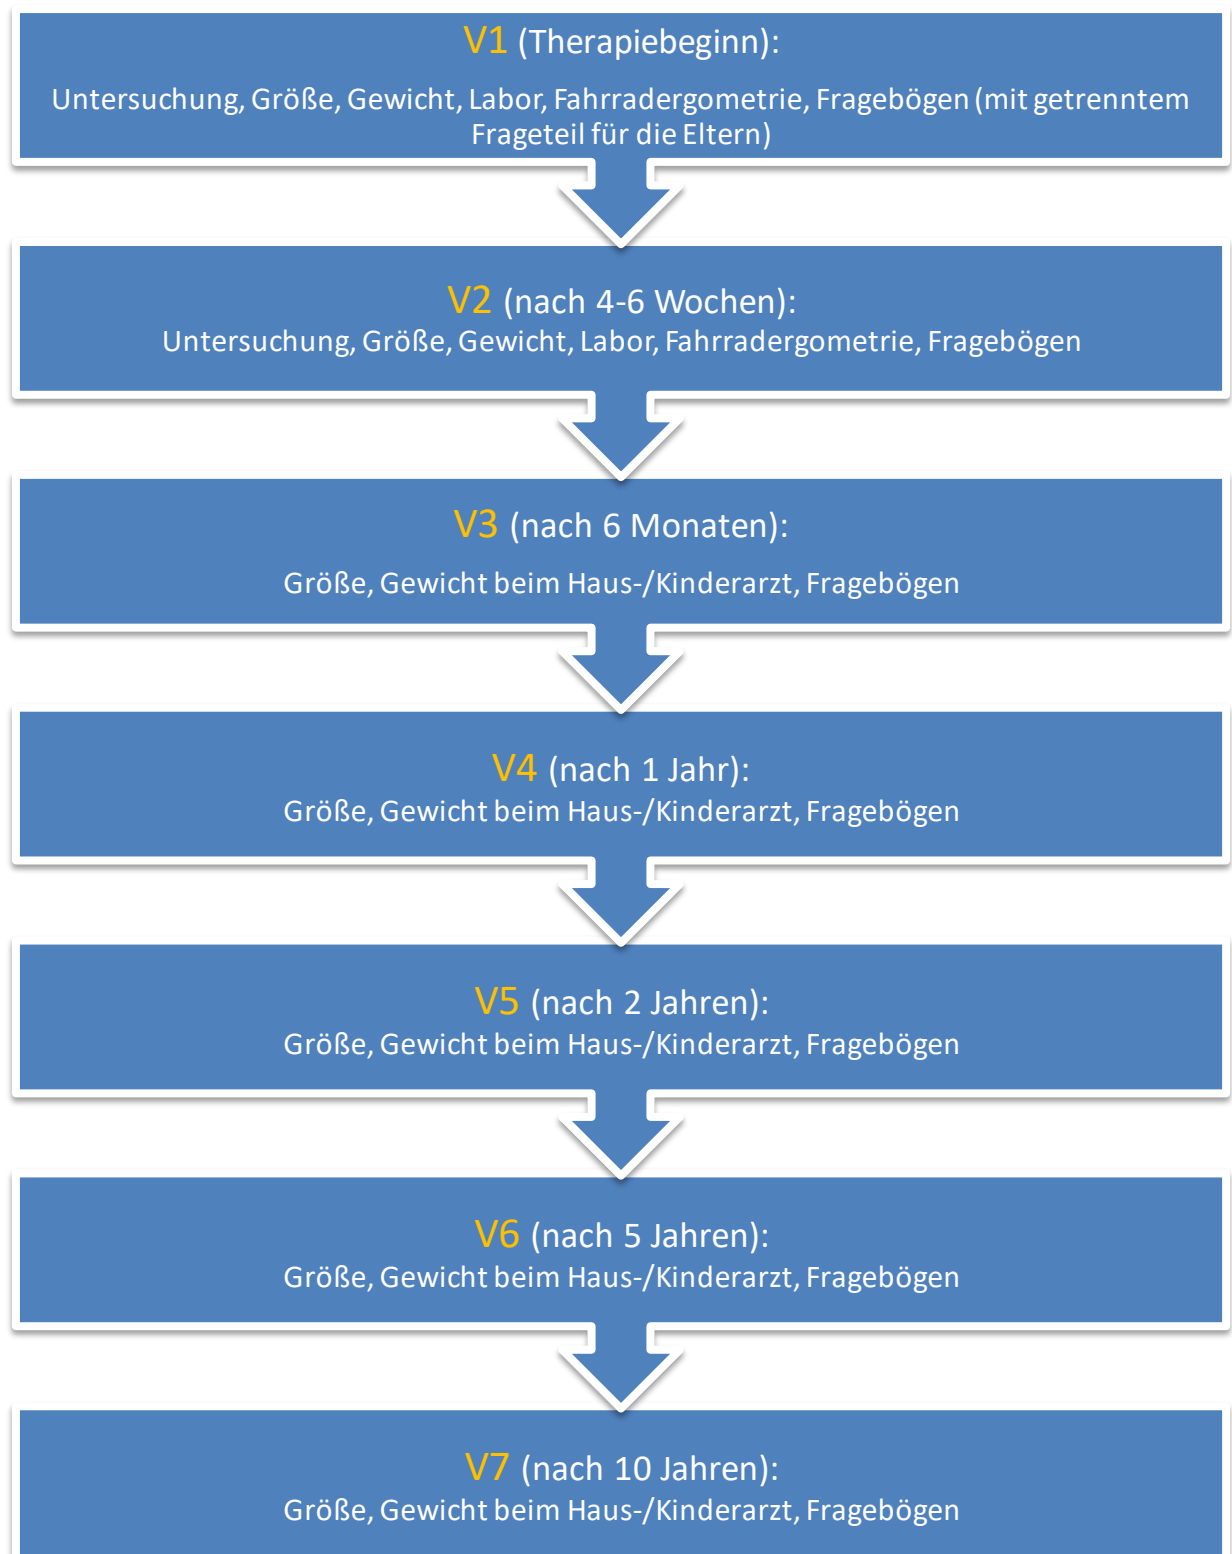 V1 (Therapiebeginn):
Untersuchung, Größe, Gewicht, Labor, Fahrradergometrie, Fragebögen (mit getrenntem
Frageteil für die Eltern)
V2 (nach 4-6 Wochen):
Untersuchung, Größe, Gewicht, Labor, Fahrradergometrie, Fragebögen
V3 (nach 6 Monaten):
Größe, Gewicht beim Haus-/Kinderarzt, Fragebögen
V4 (nach 1 Jahr):
Größe, Gewicht beim Haus-/Kinderarzt, Fragebögen
V5 (nach 2 Jahren):
Größe, Gewicht beim Haus-/Kinderarzt, Fragebögen
V6 (nach 5 Jahren):
Größe, Gewicht beim Haus-/Kinderarzt, Fragebögen
V7 (nach 10 Jahren):
Größe, Gewicht beim Haus-/Kinderarzt, Fragebögen